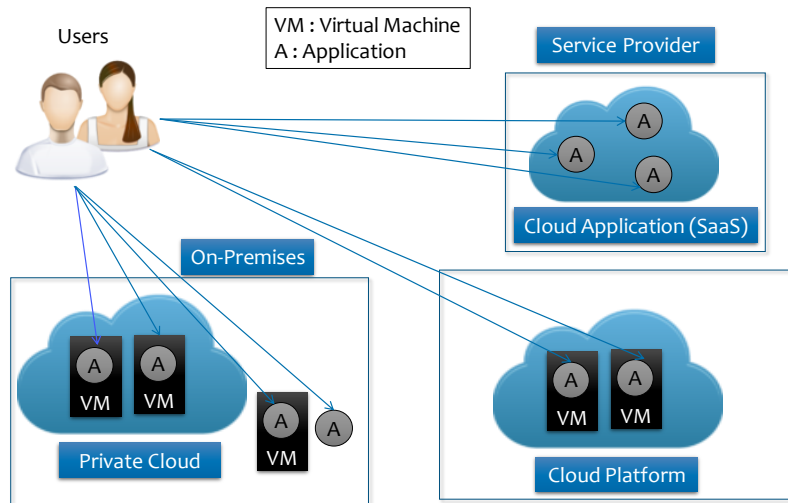 Users
VM : Virtual Machine
A : Application
Service Provider
A
A
A
Cloud Application (SaaS)
On-Premises
A
VM
A
VM
A
VM
A
Private Cloud
A
VM
A
VM
Cloud Platform